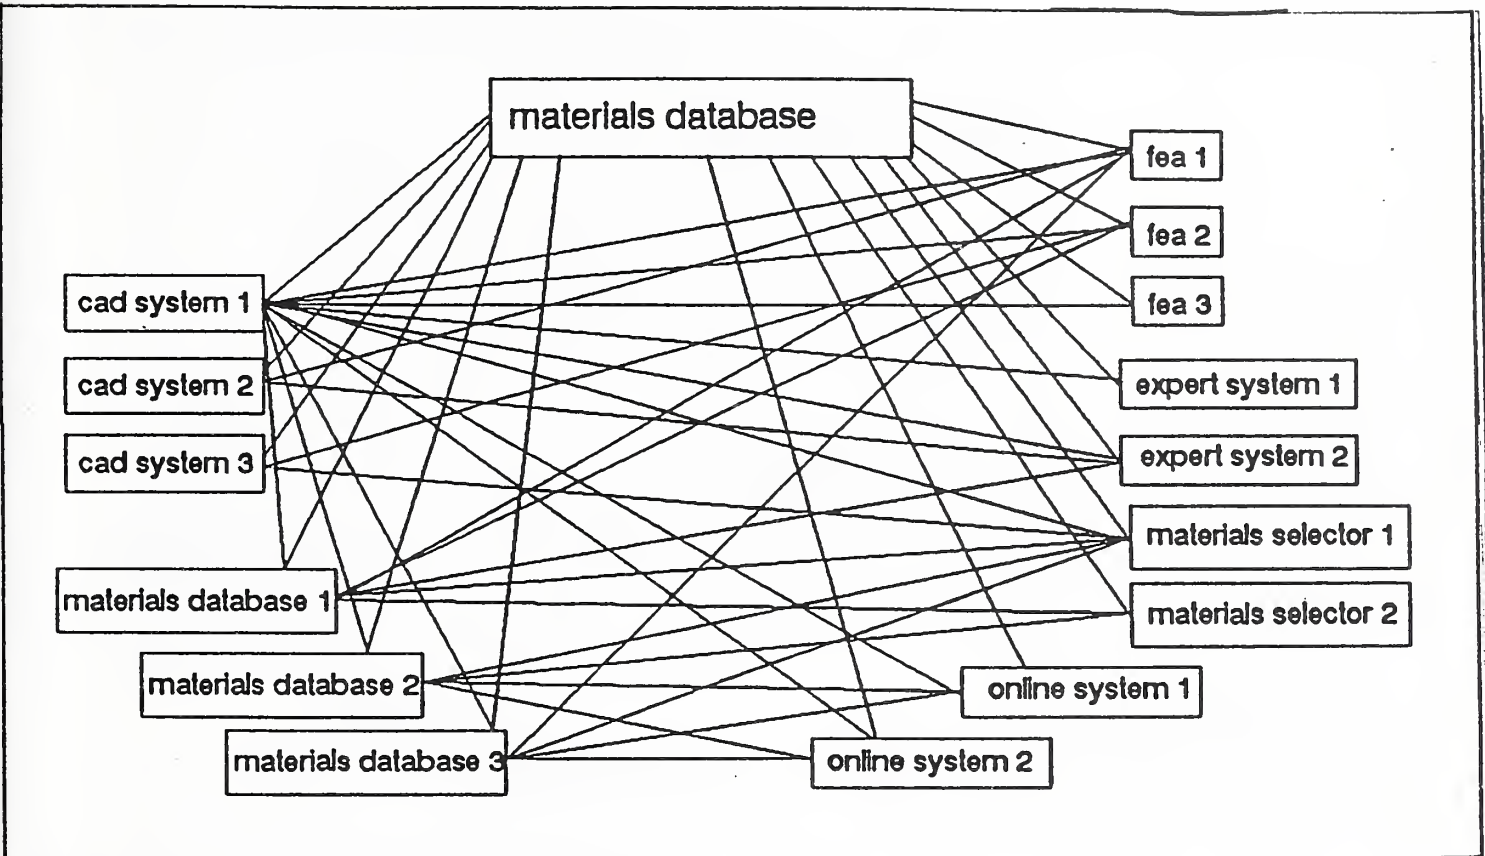 materials database
fea 1
fea 2
fea 3
cad system 1
cad system 2
cad system 3
expert system 1
expert system 2
materials selector 1
materials selector 2
materials database 1
materials database 2
materials database 3
online system 1
online system 2